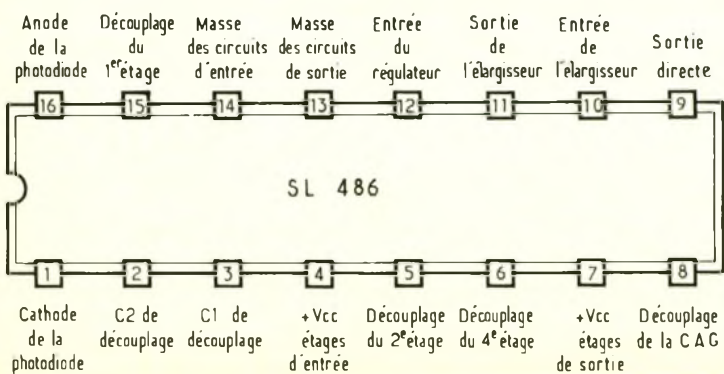 Anode
de la
photodiode
Découplage
du
1er étage
Masse
des circuits
d'entrée
Masse
des circuits
de sortie
Entrée
du
régulateur
Sortie
de
l'élargisseur
Entrée
de
l'élargisseur
Sortie
directe
16 15 14 13 12 11 10 9
SL 486
1 2 3 4 5 6 7 8
Cathode
de la
photodiode
C2 de
découplage
C1 de
découplage
+Vcc
étages
d'entrée
Découplage
du 2e étage
Découplage
du 4e étage
+Vcc
étages
de sortie
Découplage
de la CAG